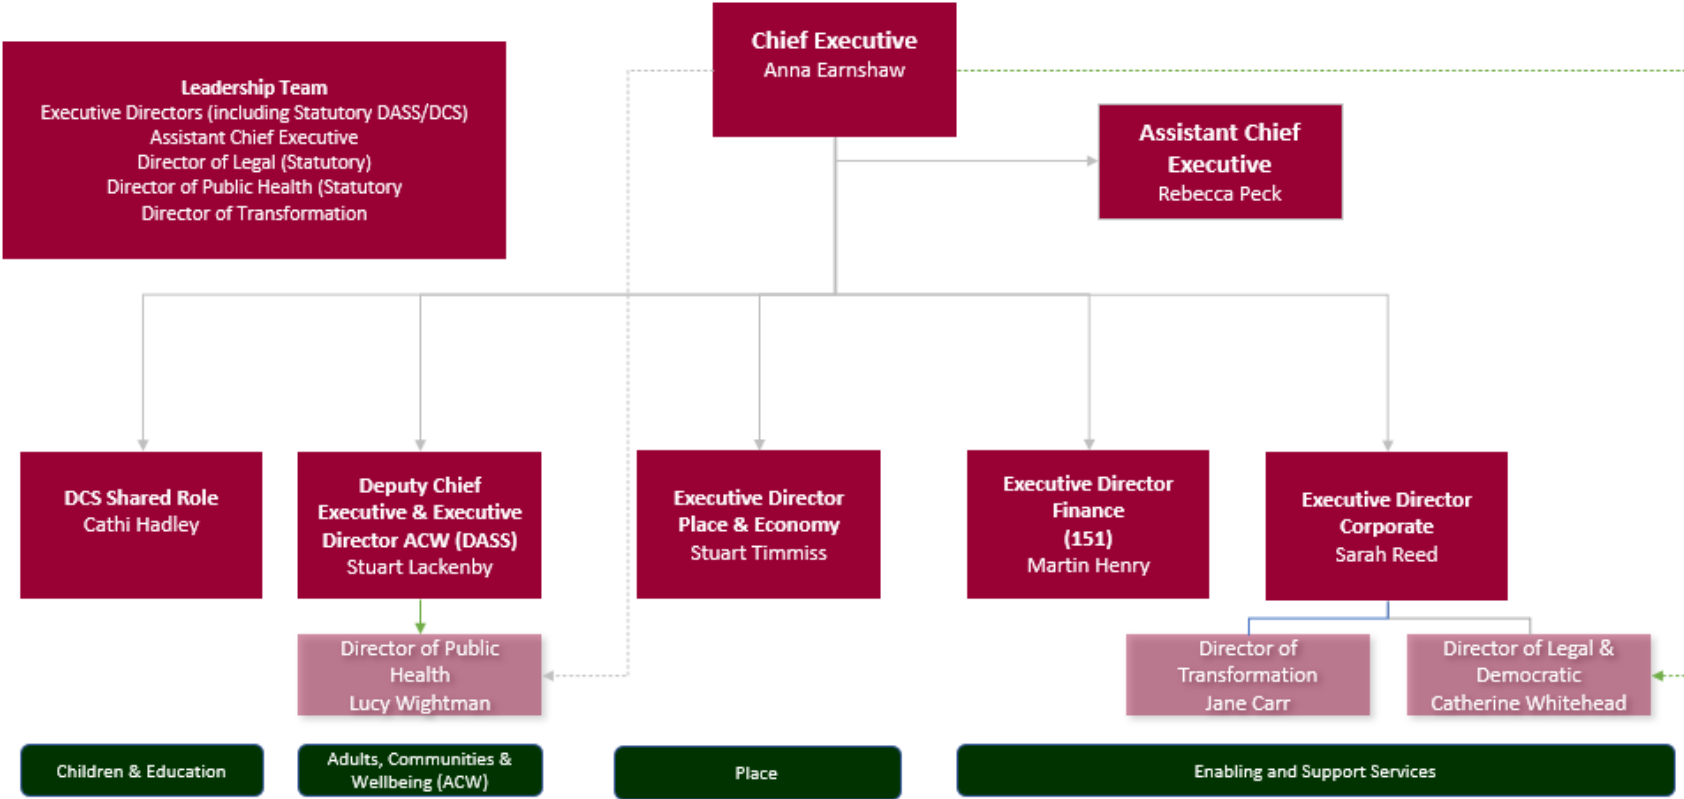 Chief Executive
Anna Earnshaw
Leadership Team
Executive Directors (including Statutory DASS/DCS)
Assistant Chief Executive
Director of Legal (Statutory)
Director of Public Health (Statutory
Director of Transformation
Assistant Chief
Executive
Rebecca Peck
DCS Shared Role
Cathi Hadley
Deputy Chief
Executive & Executive
Director ACW (DASS)
Stuart Lackenby
Executive Director
Place & Economy
Stuart Timmiss
Executive Director
Finance
(151)
Martin Henry
Executive Director
Corporate
Sarah Reed
Director of Public
Health
Lucy Wightman
Director of
Transformation
Jane Carr
Director of Legal &
Democratic
Catherine Whitehead
Children & Education
Adults, Communities &
Wellbeing (ACW)
Place
Enabling and Support Services